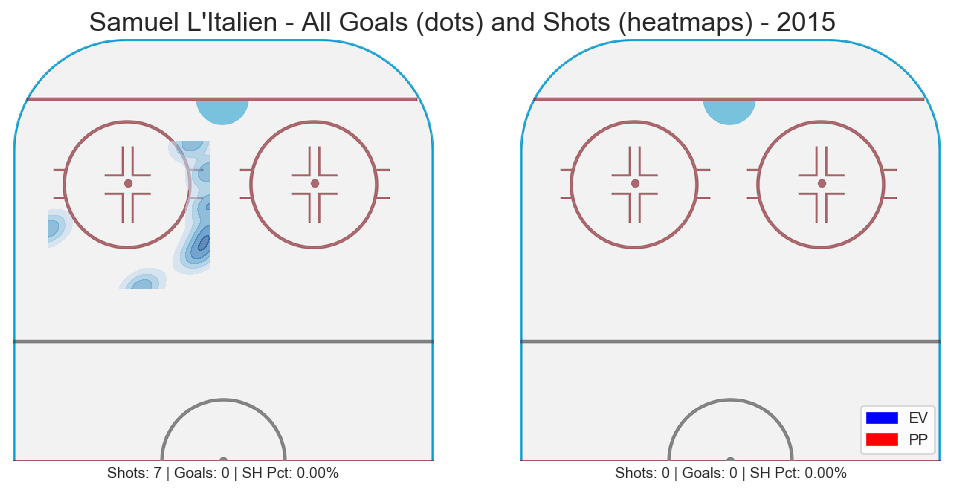 Samuel L'Italien - All Goals (dots) and Shots (heatmaps) - 2015
EV
PP
Shots: 7 | Goals: 0 | SH Pct: 0.00%
Shots: 0 | Goals: 0 | SH Pct: 0.00%